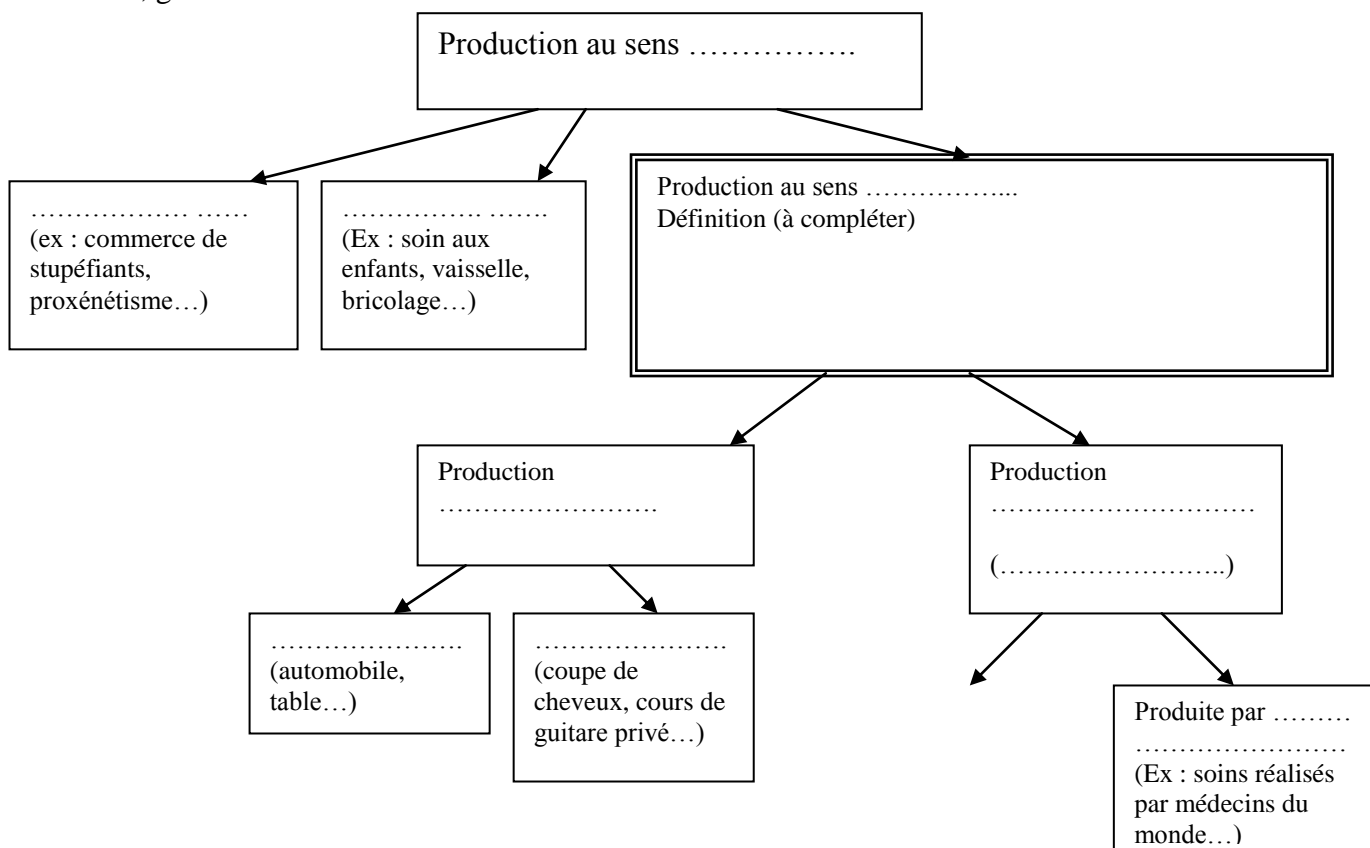 Production au sens …………….
……………… ……
(ex : commerce de
stupéfiants,
proxénétisme…)
……………. …….
(Ex : soin aux
enfants, vaisselle,
bricolage…)
Production au sens ……………...
Définition (à compléter)
Production
…………………….
Production
…………………………
(……………………..)
………………….
(automobile,
table…)
………………….
(coupe de
cheveux, cours de
guitare privé…)
Produite par ………
……………………
(Ex : soins réalisés
par médecins du
monde…)